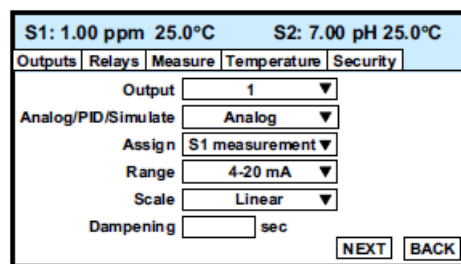 S1: 1.00 ppm 25.0°C S2: 7.00 pH 25.0°C
Outputs Relays Measure Temperature Security
Output 1 ▼
Analog/PID/Simulate Analog ▼
Assign S1 measurement ▼
Range 4-20 mA ▼
Scale Linear ▼
Dampening sec
NEXT BACK